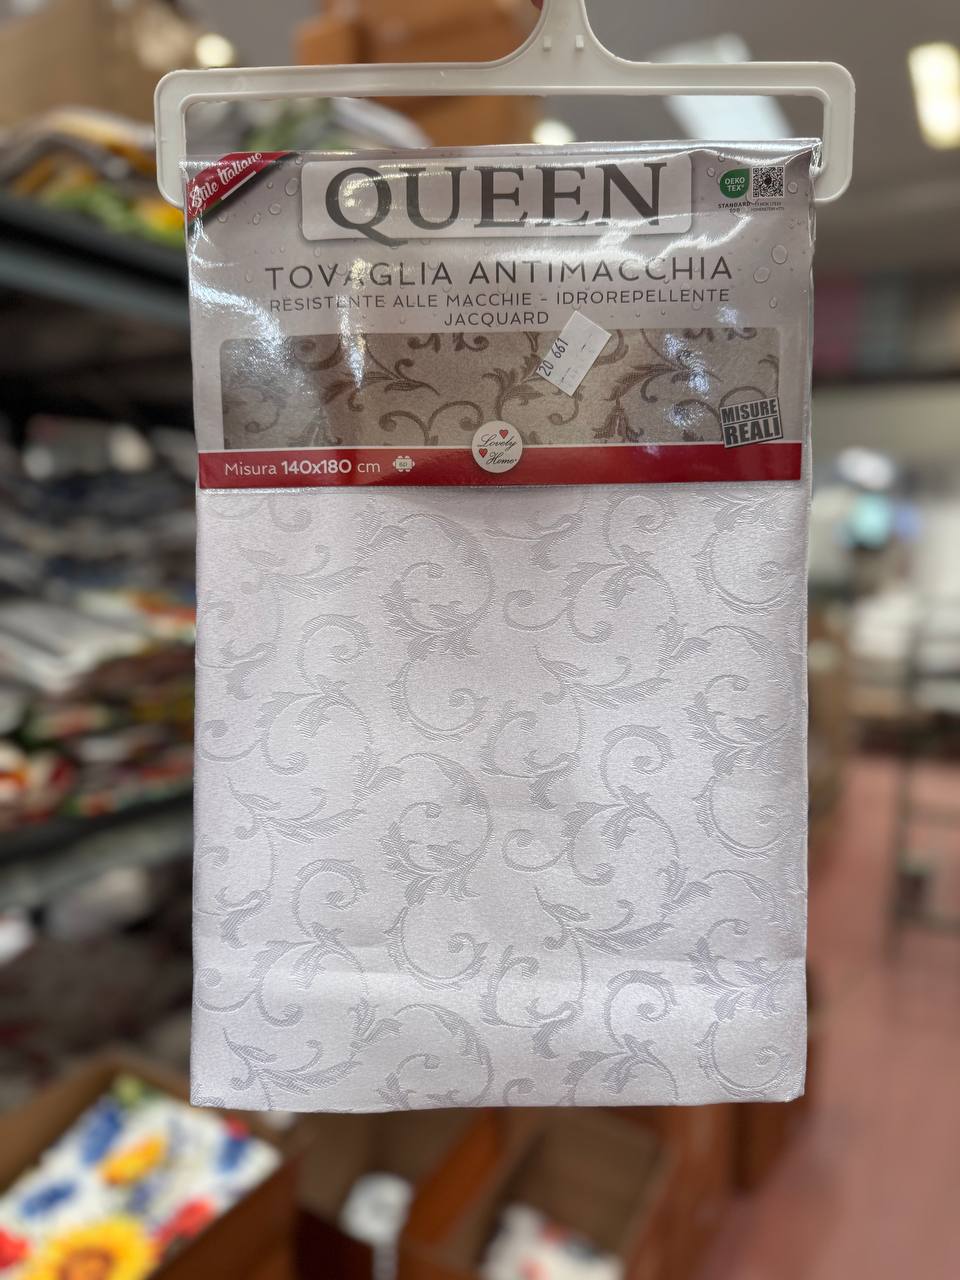 Stile Italiano
QUEEN
OEKO
TEX®
STANDARD
100
TOVAGLIA ANTIMACCHIA
RESISTENTE ALLE MACCHIE - IDROREPELLENTE
JACQUARD
20 661
MISURE
REALI
Lovely
Home
Misura 140x180 cm